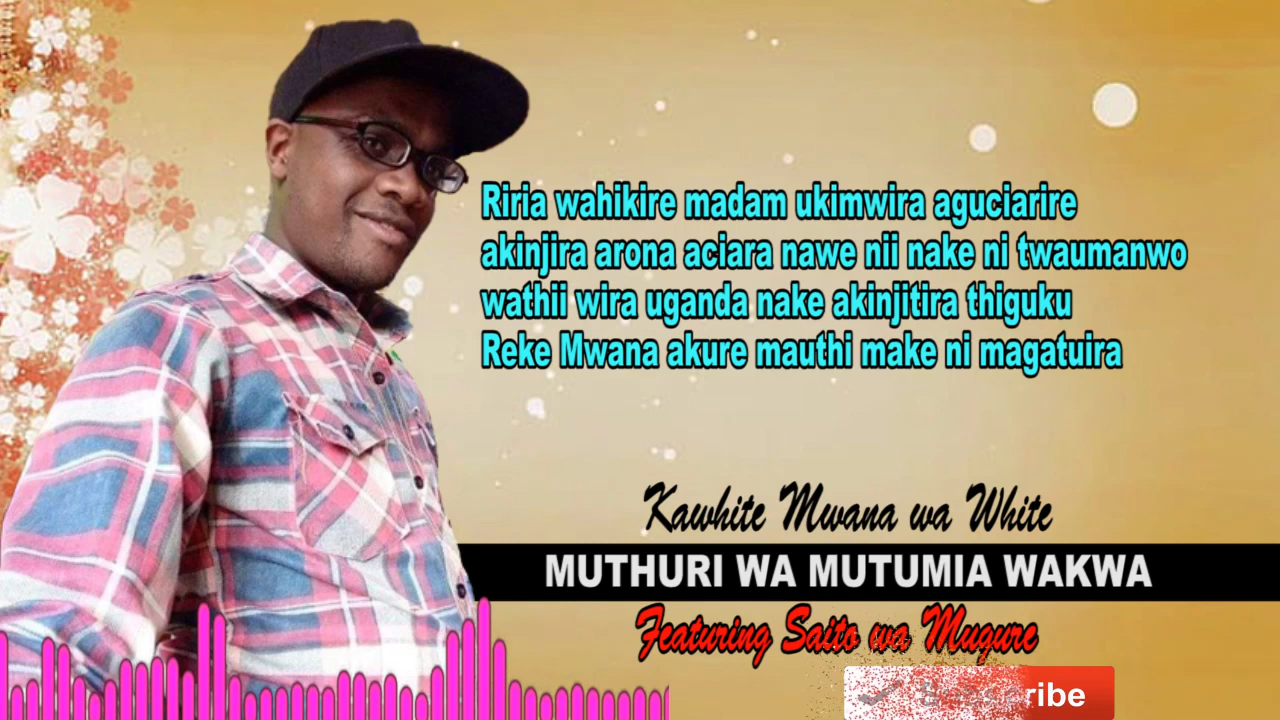 Riria wahikire madam ukimwira aguciarire
akinjira arona aciara nawe nii nake ni twaumanwo
wathii wira uganda nake akinjitira thiguku
Reke Mwana akure mauthi make ni magatuira
Kawhite Mwana wa White
MUTHURI WA MUTUMIA WAKWA
Featuring Saito wa Mugure